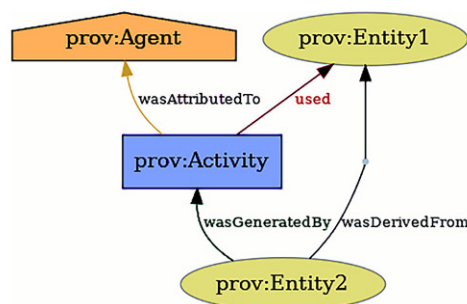 prov:Agent
prov:Entity1
wasAttributedTo
used
prov:Activity
wasGeneratedBy
wasDerivedFrom
prov:Entity2